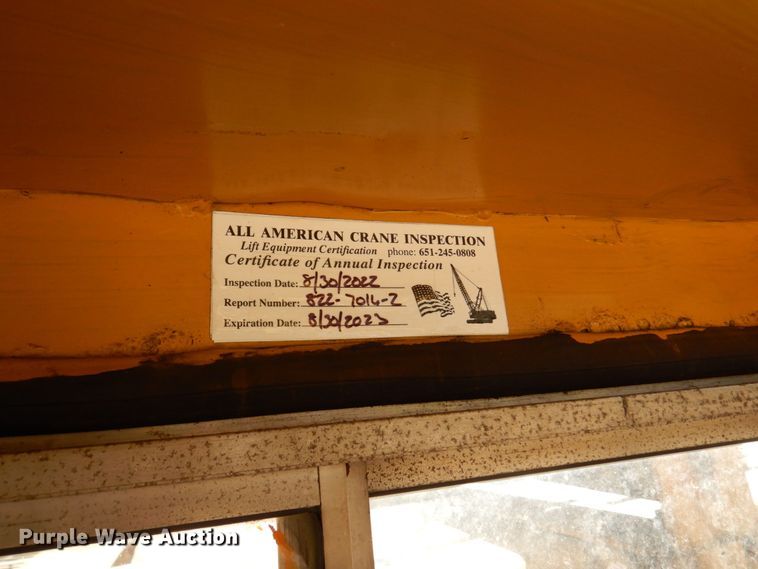 ALL AMERICAN CRANE INSPECTION
Lift Equipment Certification phone: 651-245-0808
Certificate of Annual Inspection
Inspection Date: 8/30/2022
Report Number: 822-7014-2
Expiration Date: 8/30/2023
Purple Wave Auction